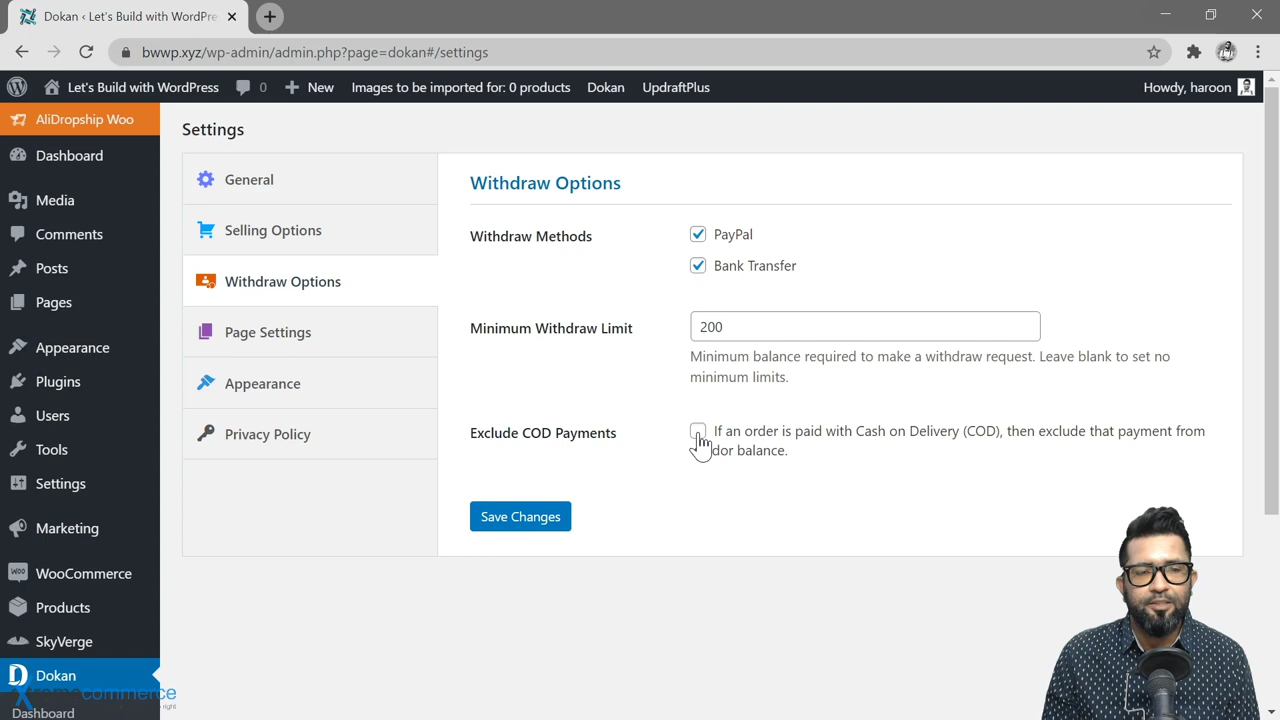 Dokan ‹ Let's Build with WordPre
bwwp.xyz/wp-admin/admin.php?page=dokan#/settings
Let's Build with WordPress 0 New Images to be imported for: 0 products Dokan UpdraftPlus Howdy, haroon
AliDropship Woo
Dashboard
Media
Comments
Posts
Pages
Appearance
Plugins
Users
Tools
Settings
Marketing
WooCommerce
Products
SkyVerge
Dokan
Dashboard
Settings
General
Selling Options
Withdraw Options
Page Settings
Appearance
Privacy Policy
Withdraw Options
Withdraw Methods
PayPal
Bank Transfer
Minimum Withdraw Limit
200
Minimum balance required to make a withdraw request. Leave blank to set no
minimum limits.
Exclude COD Payments
If an order is paid with Cash on Delivery (COD), then exclude that payment from
dor balance.
Save Changes